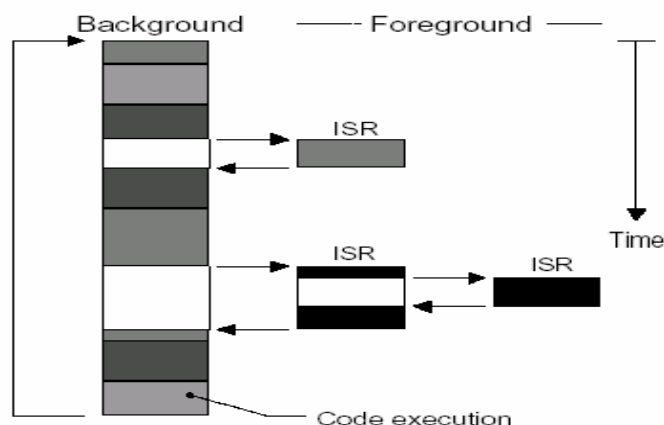 Background
Foreground
ISR
ISR
ISR
Time
Code execution